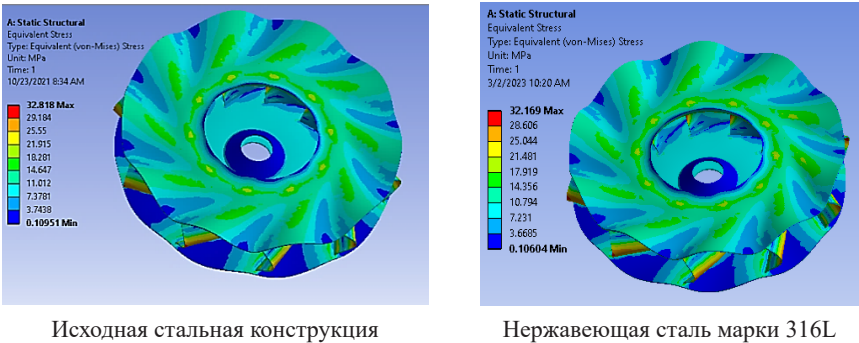 A: Static Structural
Equivalent Stress
Type: Equivalent (von-Mises) Stress
Unit: MPa
Time: 1
10/23/2021 8:34 AM
32.818 Max
29.184
25.55
21.915
18.281
14.647
11.012
7.3781
3.7438
0.10951 Min
Исходная стальная конструкция
A: Static Structural
Equivalent Stress
Type: Equivalent (von-Mises) Stress
Unit: MPa
Time: 1
3/2/2023 10:20 AM
32.169 Max
28.606
25.044
21.481
17.919
14.356
10.794
7.231
3.6685
0.10604 Min
Нержавеющая сталь марки 316L